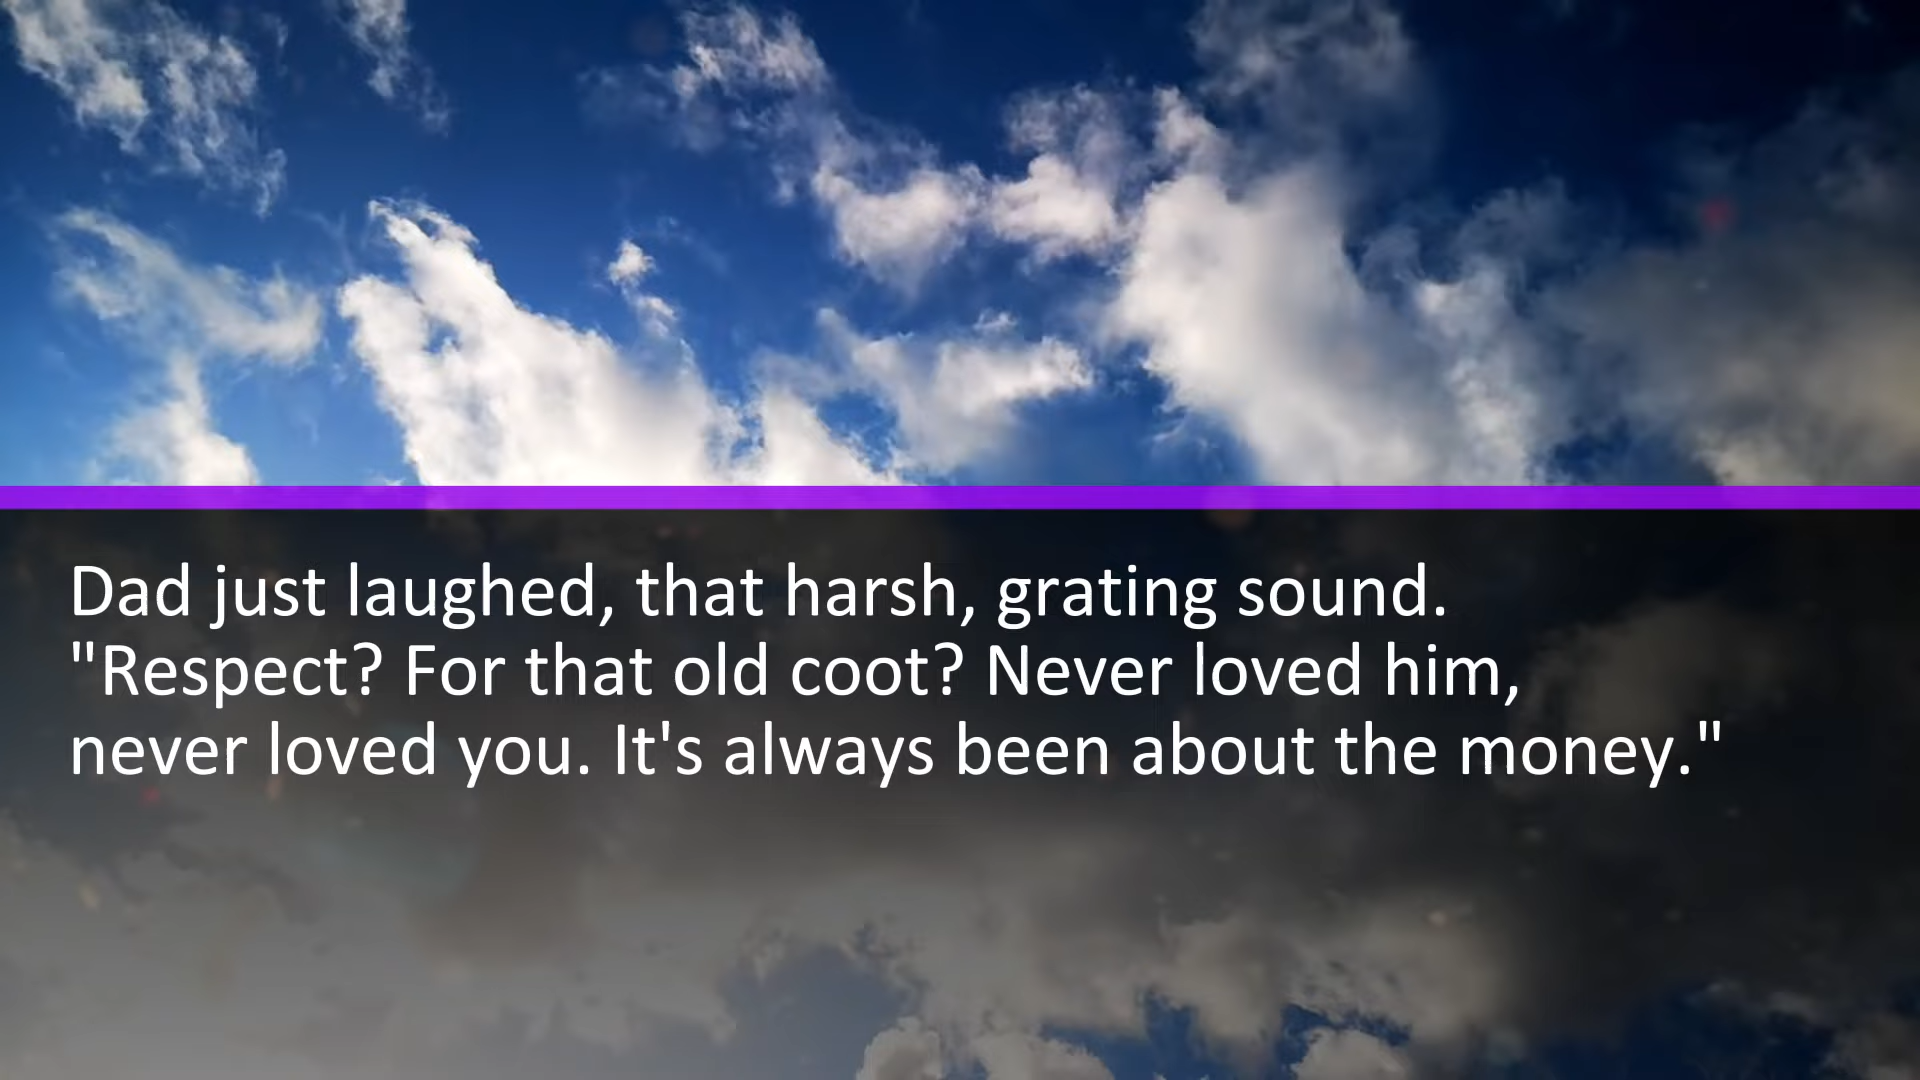 Dad just laughed, that harsh, grating sound.
"Respect? For that old coot? Never loved him,
never loved you. It's always been about the money."